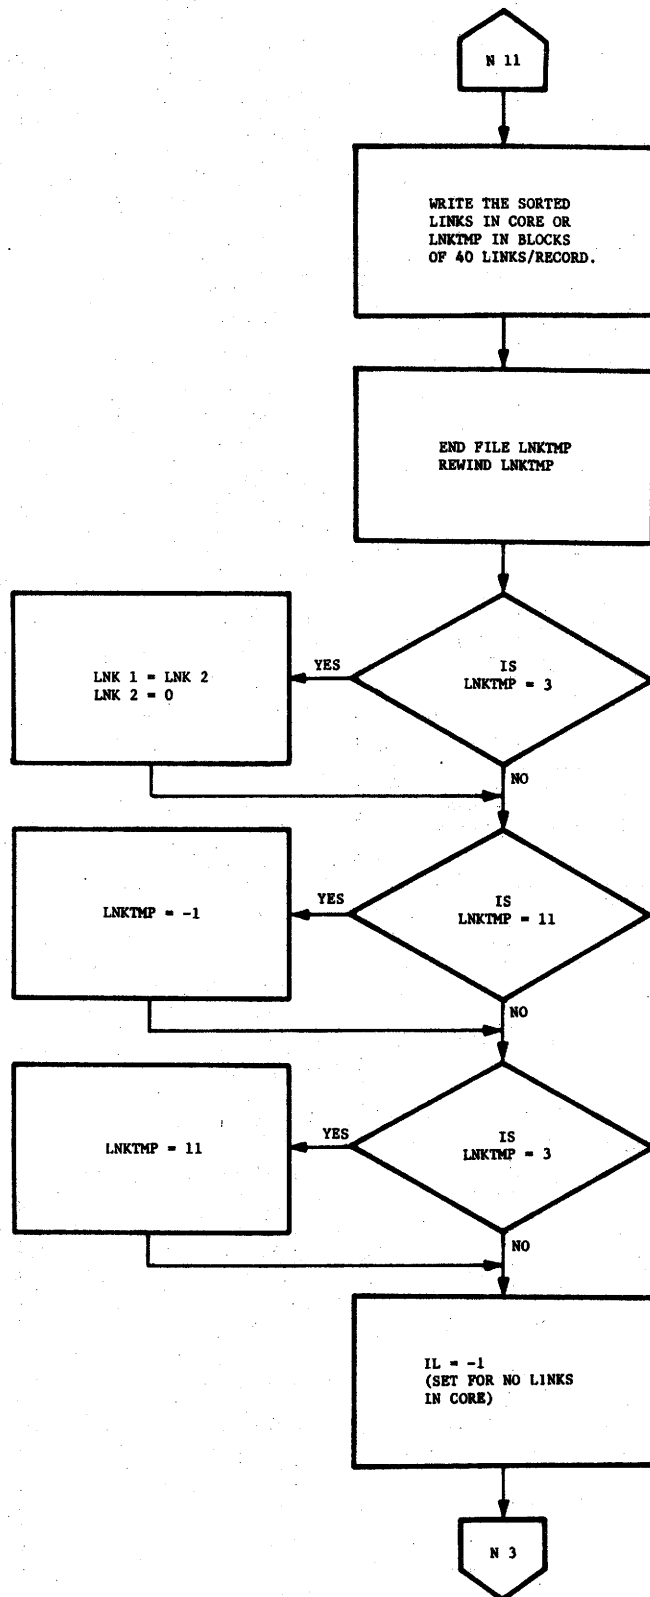 N 11
WRITE THE SORTED
LINKS IN CORE OR
LNKTMP IN BLOCKS
OF 40 LINKS/RECORD.
END FILE LNKTMP
REWIND LNKTMP
IS
LNKTMP = 3
YES
LNK 1 = LNK 2
LNK 2 = 0
NO
IS
LNKTMP = 11
YES
LNKTMP = -1
NO
IS
LNKTMP = 3
YES
LNKTMP = 11
NO
IL = -1
(SET FOR NO LINKS
IN CORE)
N 3